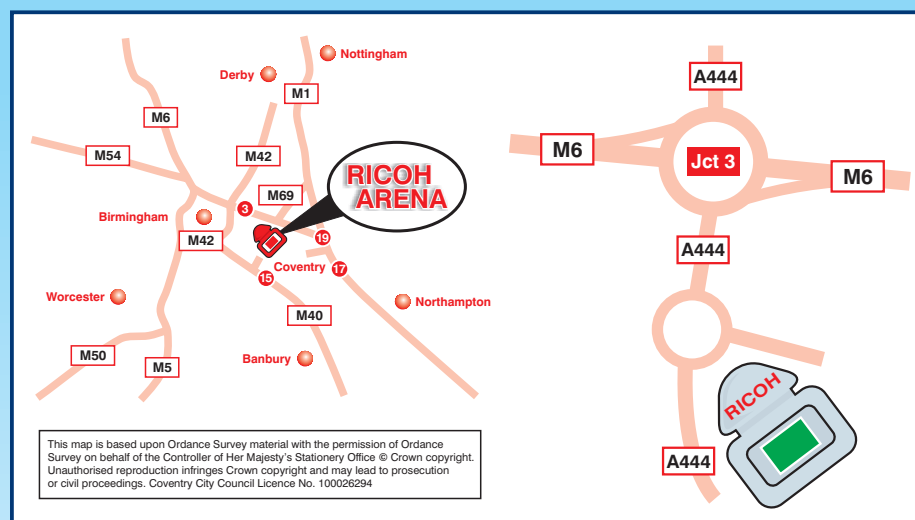 Nottingham
Derby
M1
M6
M54
M42
RICOH
ARENA
M69
3
Birmingham
M42
19
Coventry
17
15
Worcester
Northampton
M40
M50
M5
Banbury
This map is based upon Ordance Survey material with the permission of Ordance
Survey on behalf of the Controller of Her Majesty's Stationery Office © Crown copyright.
Unauthorised reproduction infringes Crown copyright and may lead to prosecution
or civil proceedings. Coventry City Council Licence No. 100026294
A444
M6
Jct 3
M6
A444
RICOH
A444